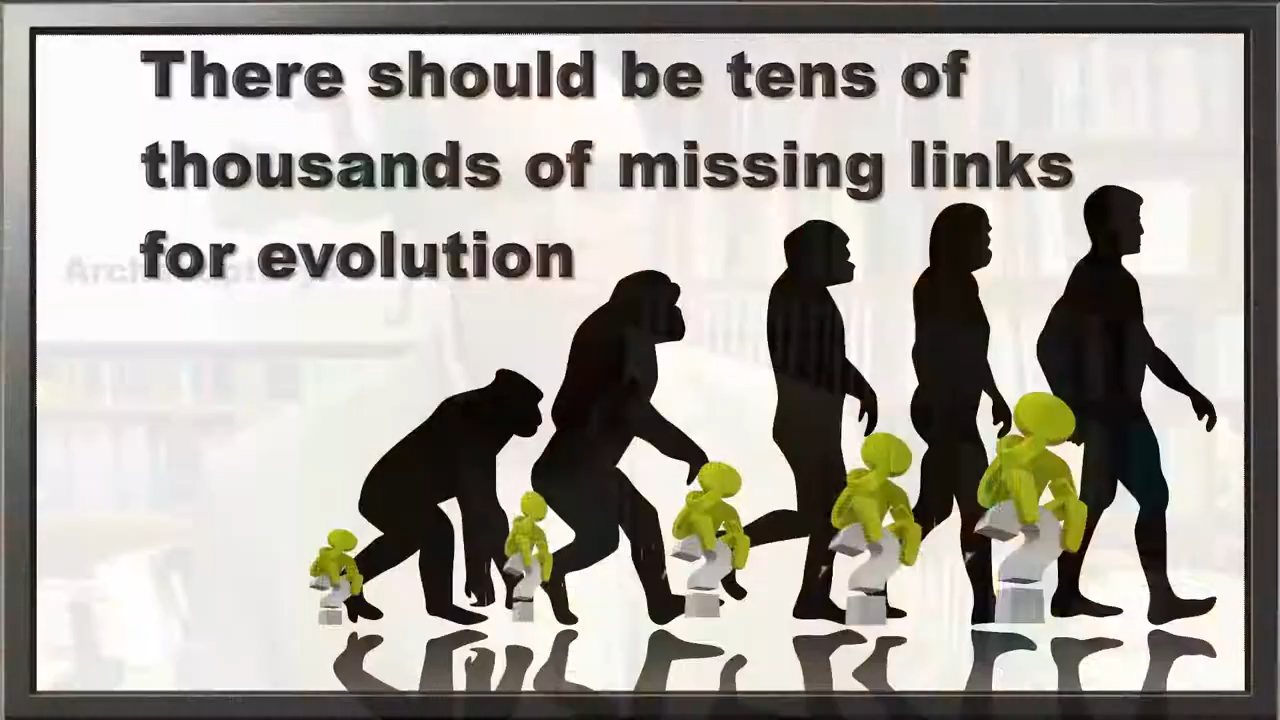 There should be tens of
thousands of missing links
for evolution